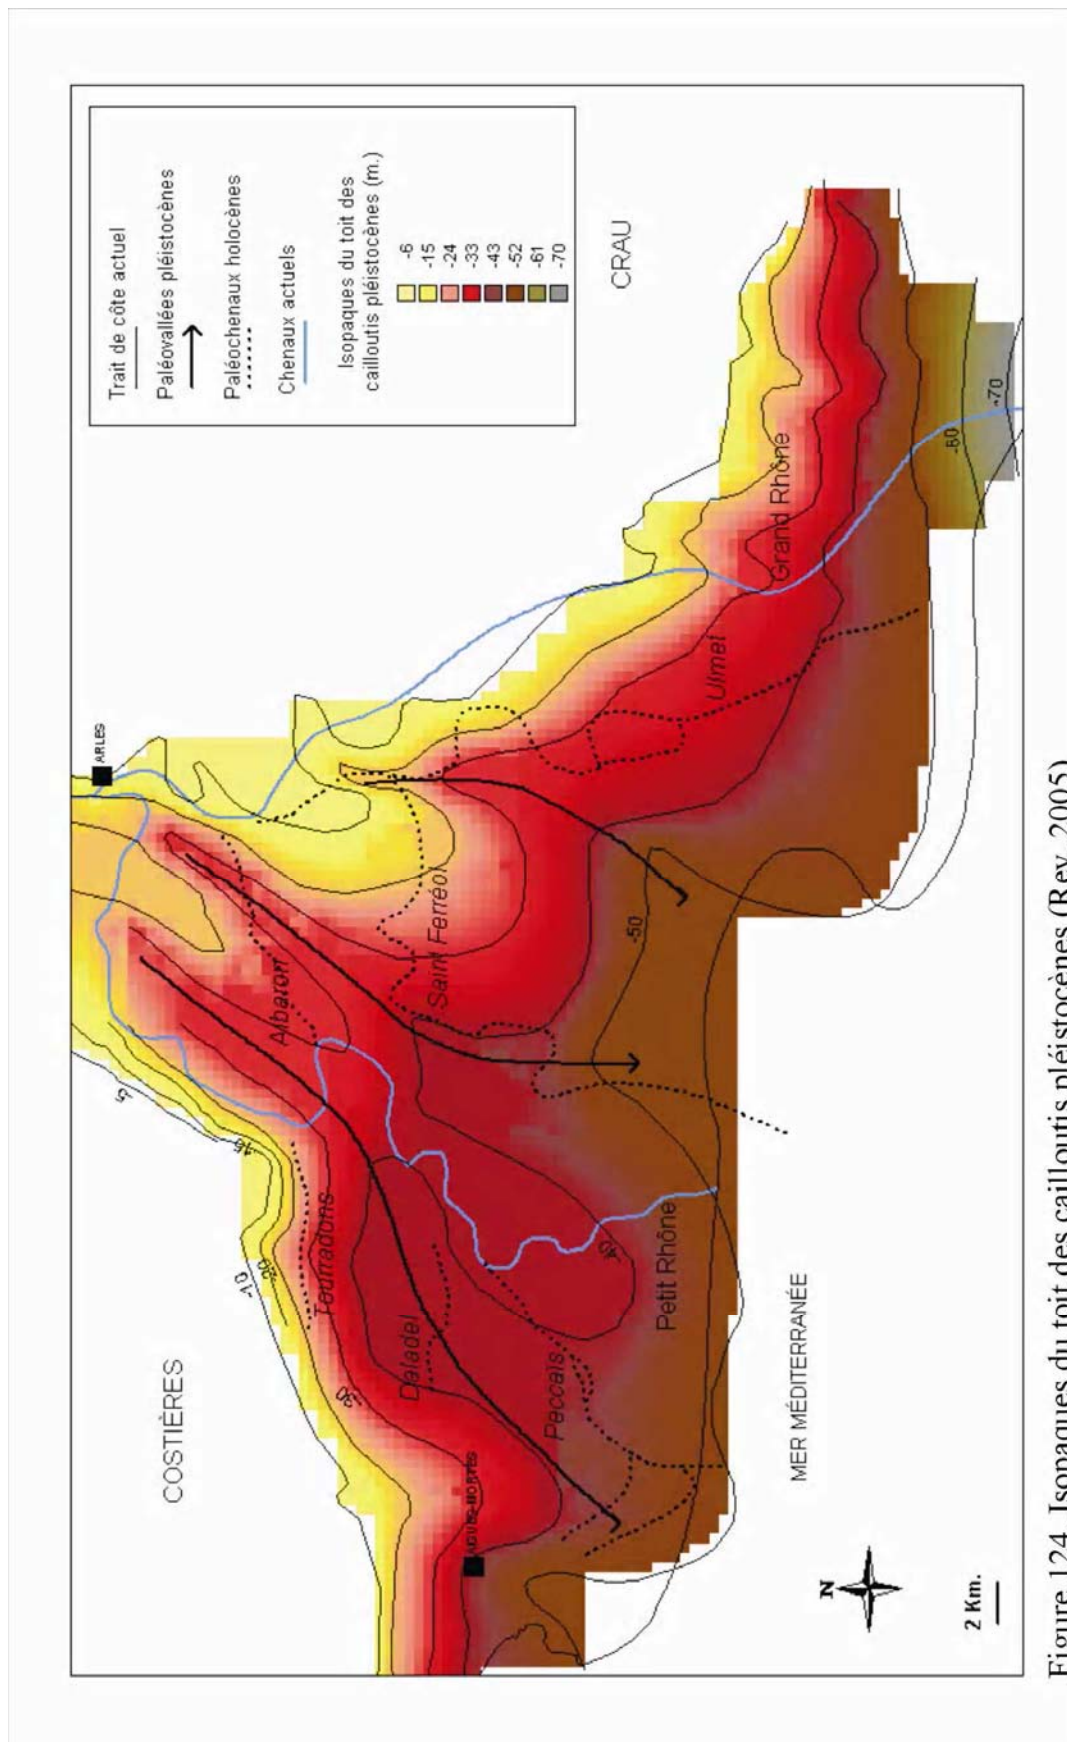 Trait de côte actuel
Paléovallées pléistocènes
Paléochenaux holocènes
Chenaux actuels
Isopaques du toit des
cailloutis pléistocènes (m.)
-6
-15
-24
-33
-43
-52
-61
-70
COSTIÈRES
CRAU
ARLES
-5
-15
-10
-20
-30
Albaron
Saint Ferréol
Tourradons
Daladel
Ulmet
Grand Rhône
-50
-40
Peccaïs
Petit Rhône
AIGUES-MORTES
-60
-70
MER MÉDITERRANÉE
N
2 Km.
Figure 124. Isopaques du toit des cailloutis pléistocènes (Rey, 2005)